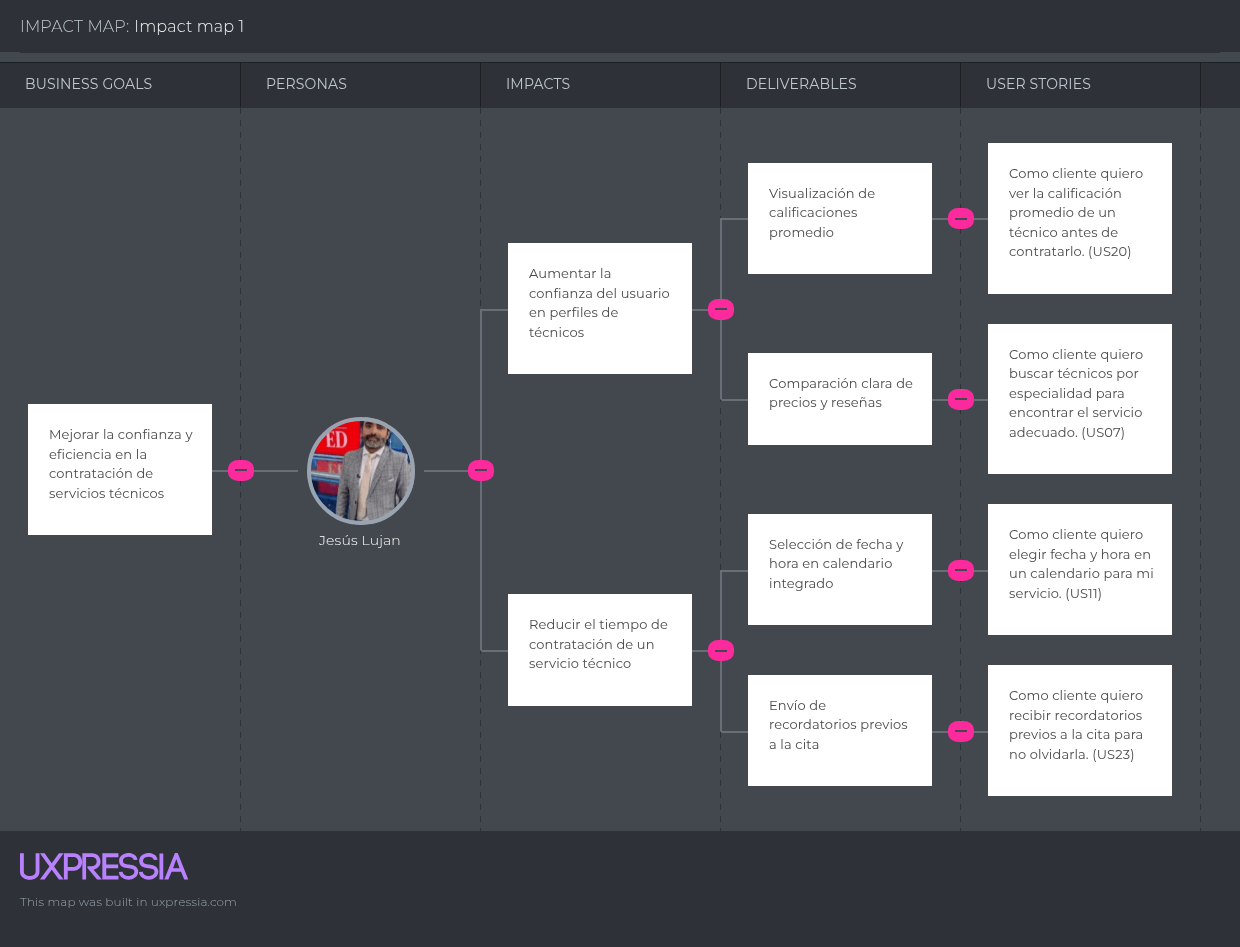 IMPACT MAP: Impact map 1
BUSINESS GOALS
PERSONAS
IMPACTS
DELIVERABLES
USER STORIES
Mejorar la confianza y
eficiencia en la
contratación de
servicios técnicos
ED
Jesús Lujan
Aumentar la
confianza del usuario
en perfiles de
técnicos
Reducir el tiempo de
contratación de un
servicio técnico
Visualización de
calificaciones
promedio
Comparación clara de
precios y reseñas
Selección de fecha y
hora en calendario
integrado
Envío de
recordatorios previos
a la cita
Como cliente quiero
ver la calificación
promedio de un
técnico antes de
contratarlo. (US20)
Como cliente quiero
buscar técnicos por
especialidad para
encontrar el servicio
adecuado. (US07)
Como cliente quiero
elegir fecha y hora en
un calendario para mi
servicio. (US11)
Como cliente quiero
recibir recordatorios
previos a la cita para
no olvidarla. (US23)
UXPRESSIA
This map was built in uxpressia.com